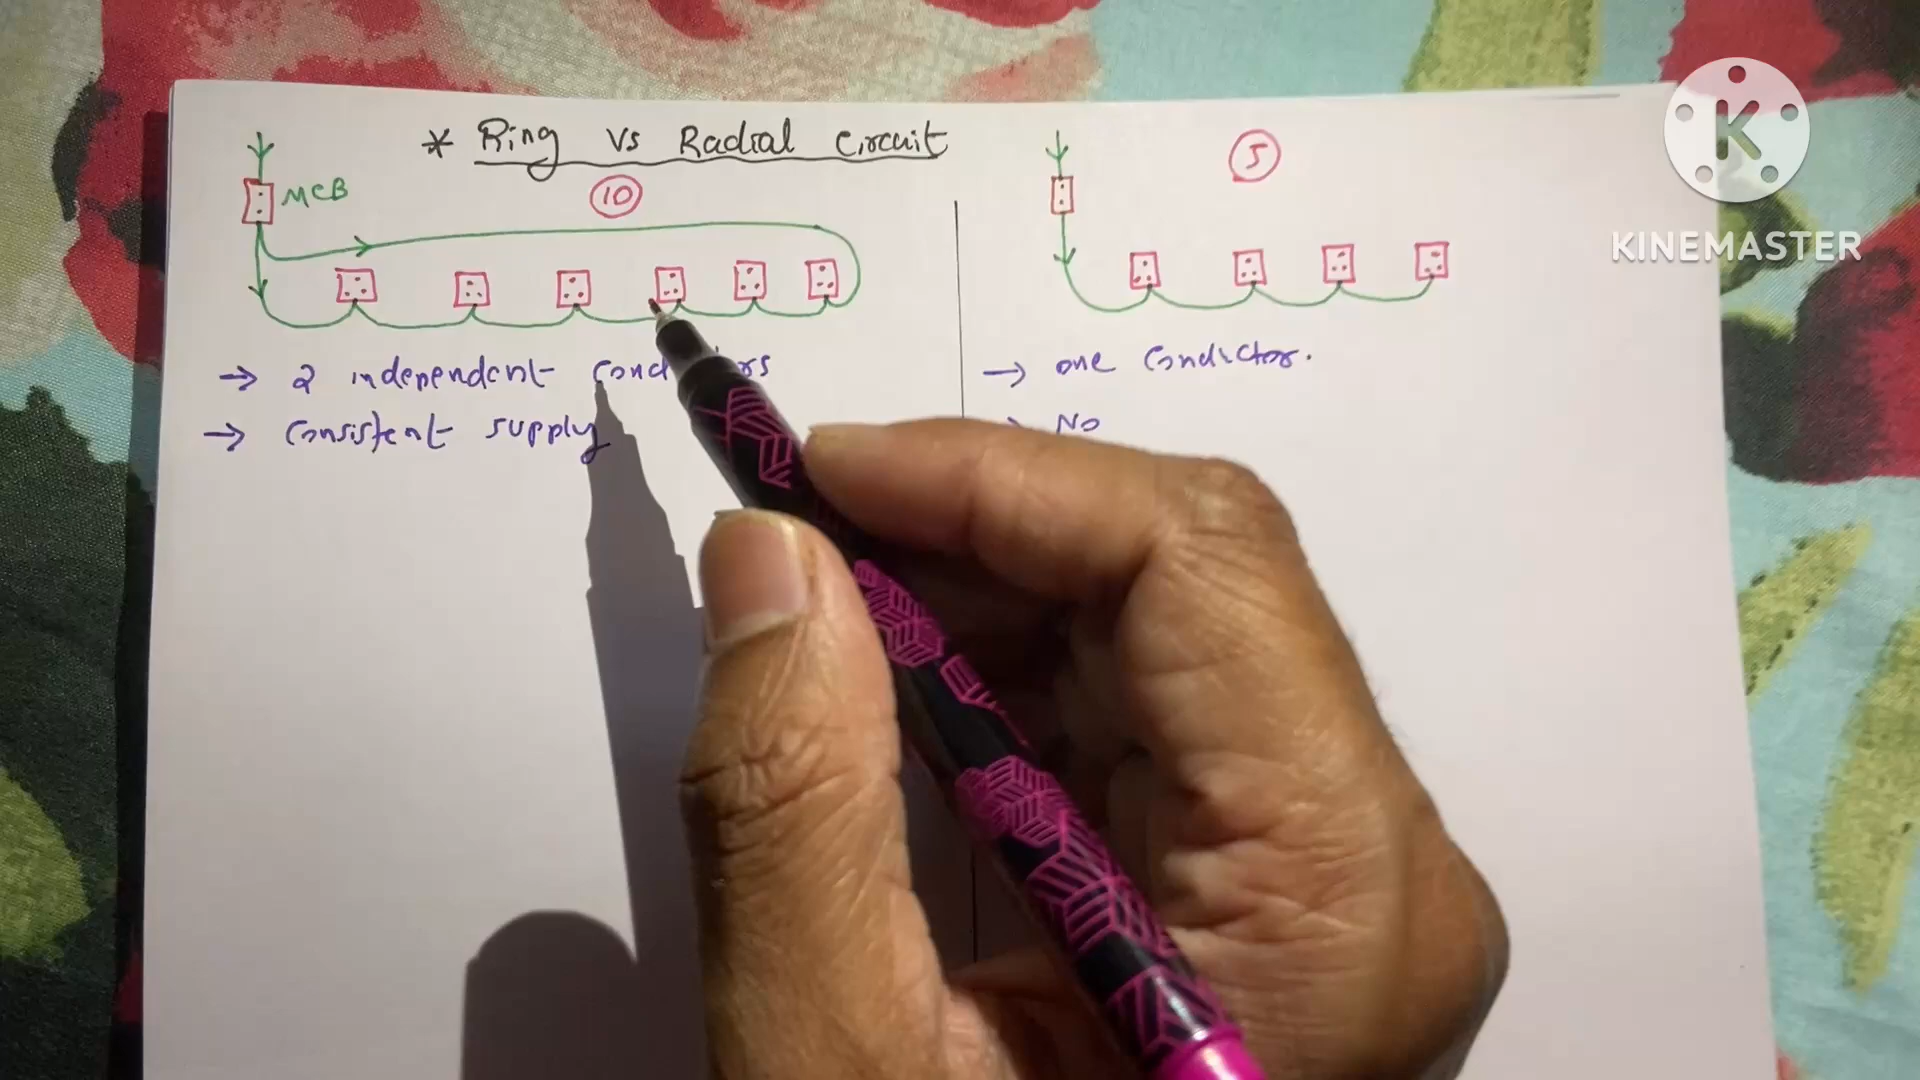 * Ring vs Radial Circuit
MCB
10
→ 2 independent
→ Consistent supply
5
→ one Conductor.
→ No
K
KINEMASTER